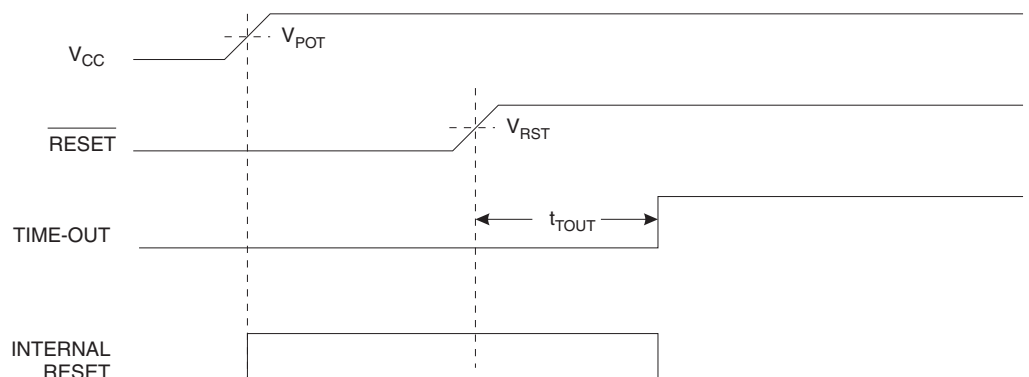 V_CC
V_POT
RESET
V_RST
TIME-OUT
t_TOUT
INTERNAL
RESET